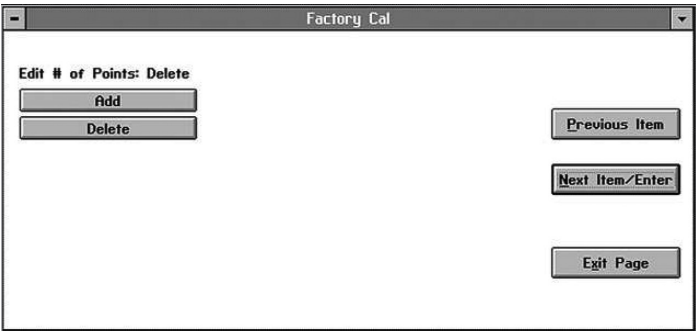 Factory Cal
Edit # of Points: Delete
Add
Delete
Previous Item
Next Item/Enter
Exit Page